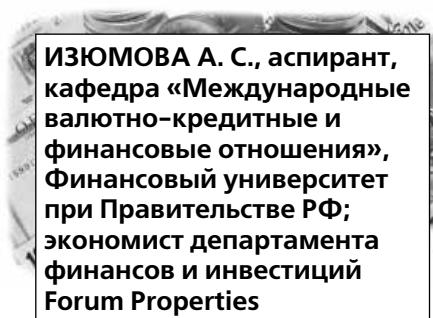 ИЗЮМОВА А. С., аспирант,
кафедра «Международные
валютно-кредитные и
финансовые отношения»,
Финансовый университет
при Правительстве РФ;
экономист департамента
финансов и инвестиций
Forum Properties